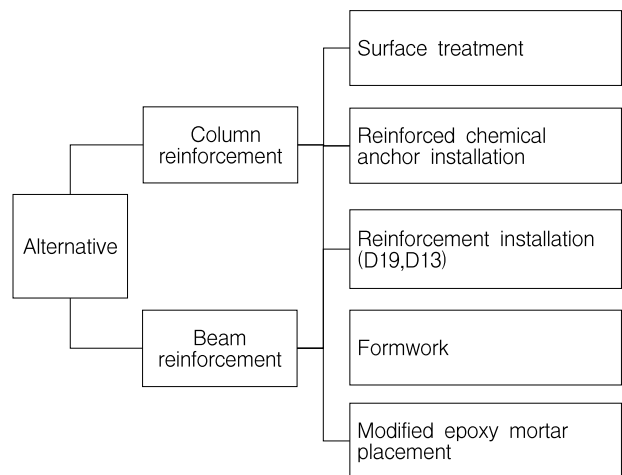 Alternative
Column
reinforcement
Beam
reinforcement
Surface treatment
Reinforced chemical
anchor installation
Reinforcement installation
(D19,D13)
Formwork
Modified epoxy mortar
placement